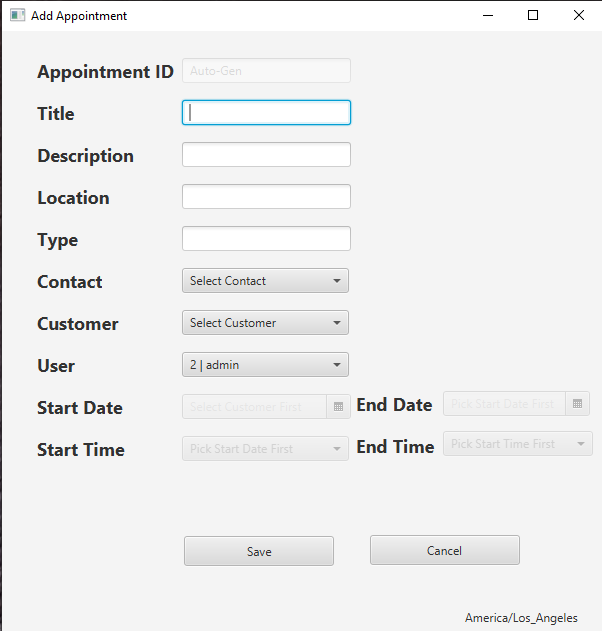 Add Appointment
Appointment ID Auto-Gen
Title
Description
Location
Type
Contact Select Contact
Customer Select Customer
User 2 | admin
Start Date Select Customer First End Date Pick Start Date First
Start Time Pick Start Date First End Time Pick Start Time First
Save Cancel
America/Los_Angeles